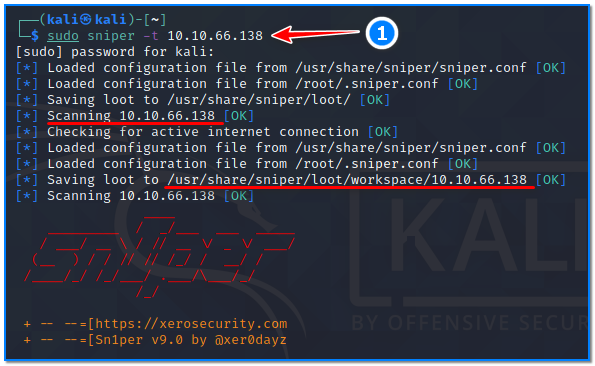 ┌──(kali㉿kali)-[~]
└─$ sudo sniper -t 10.10.66.138
1
[sudo] password for kali:
[*] Loaded configuration file from /usr/share/sniper/sniper.conf [OK]
[*] Loaded configuration file from /root/.sniper.conf [OK]
[*] Saving loot to /usr/share/sniper/loot/ [OK]
[*] Scanning 10.10.66.138 [OK]
[*] Checking for active internet connection [OK]
[*] Loaded configuration file from /usr/share/sniper/sniper.conf [OK]
[*] Loaded configuration file from /root/.sniper.conf [OK]
[*] Saving loot to /usr/share/sniper/loot/workspace/10.10.66.138 [OK]
[*] Scanning 10.10.66.138 [OK]
KALI
BY OFFENSIVE SECUR
+ -- --=[https://xerosecurity.com
+ -- --=[Sn1per v9.0 by @xer0dayz